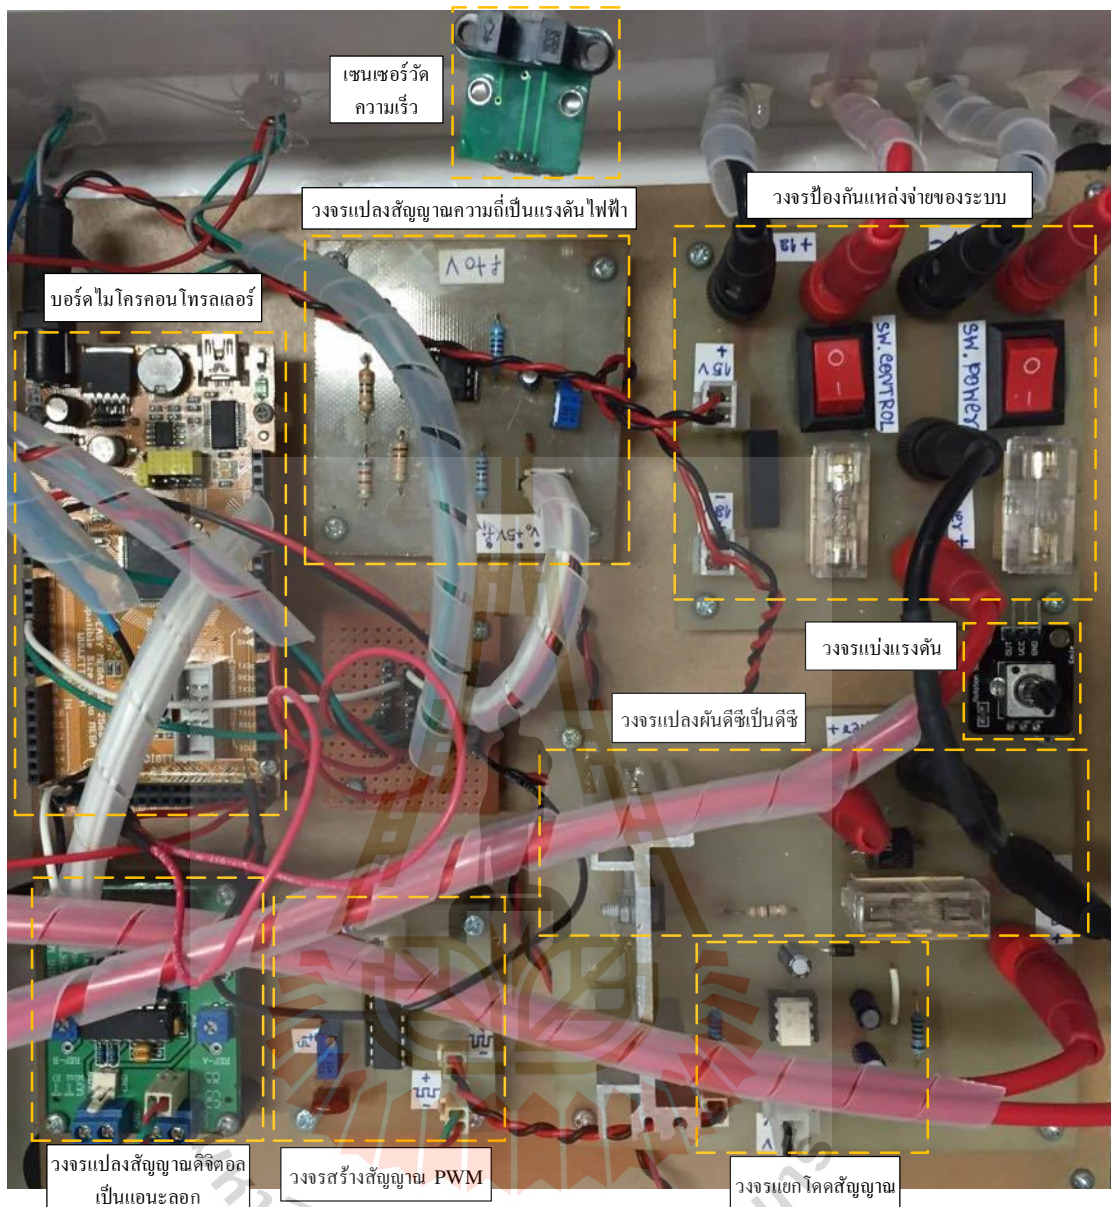 เซนเซอร์วัด
ความเร็ว
วงจรแปลงสัญญาณความถี่เป็นแรงดันไฟฟ้า
วงจรป้องกันแหล่งจ่ายของระบบ
f to V
บอร์ดไมโครคอนโทรลเลอร์
+
15V
SW. CONTROL
SW. POWER
วงจรแบ่งแรงดัน
OUT
VCC
GND
วงจรแปลงผันดีซีเป็นดีซี
REF-B
REF-A
วงจรแปลงสัญญาณดิจิตอล
เป็นแอนะลอก
วงจรสร้างสัญญาณ PWM
วงจรแยกโดดสัญญาณ